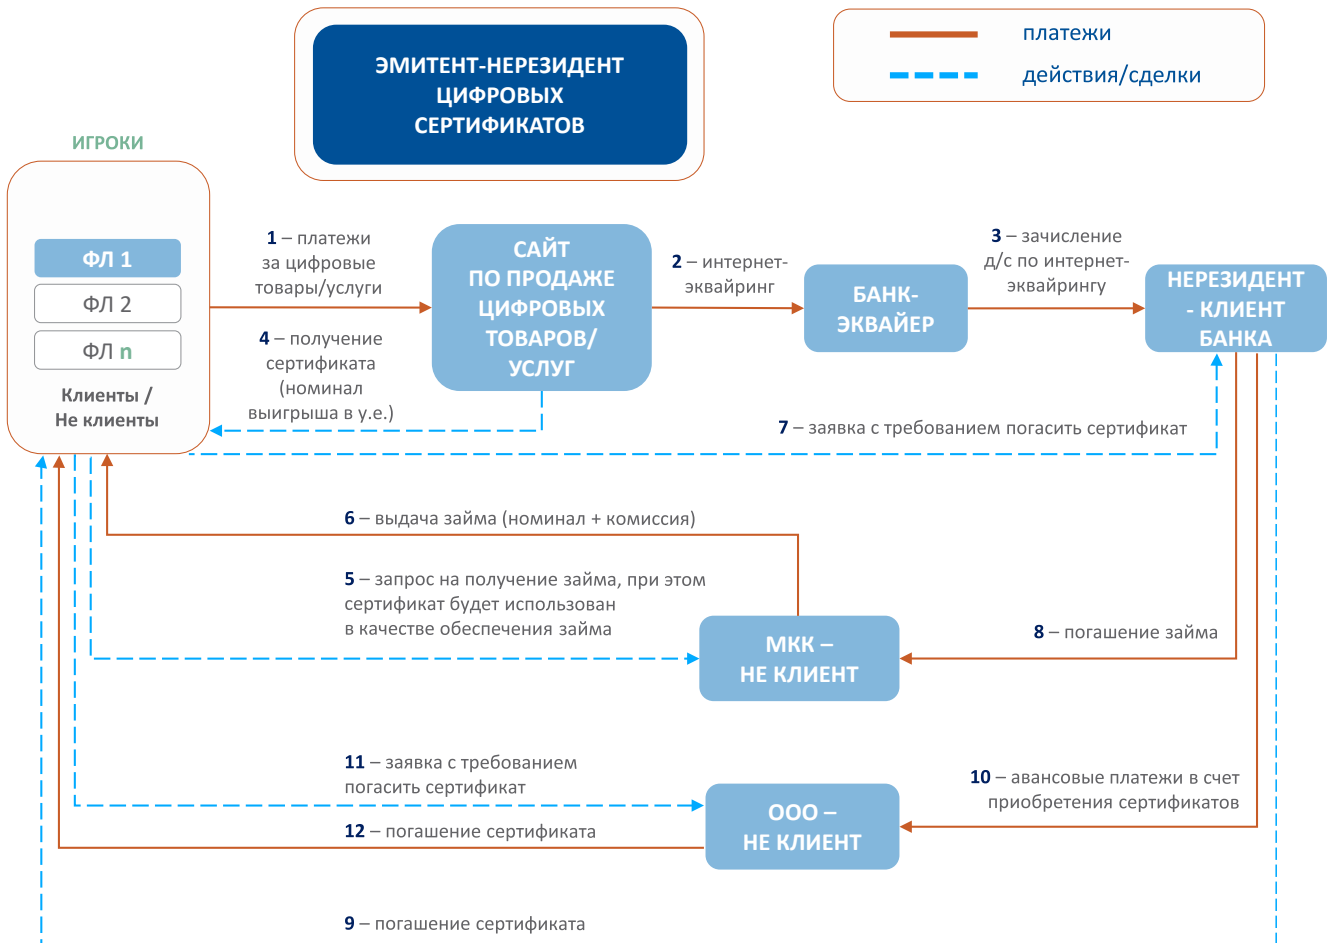 ЭМИТЕНТ-НЕРЕЗИДЕНТ
ЦИФРОВЫХ
СЕРТИФИКАТОВ
платежи
действия/сделки
ИГРОКИ
ФЛ 1
ФЛ 2
ФЛ n
Клиенты /
Не клиенты
1 – платежи
за цифровые
товары/услуги
4 – получение
сертификата
(номинал
выигрыша в у.е.)
САЙТ
ПО ПРОДАЖЕ
ЦИФРОВЫХ
ТОВАРОВ/
УСЛУГ
2 – интернет-
эквайринг
БАНК-
ЭКВАЙЕР
3 – зачисление
д/с по интернет-
эквайрингу
НЕРЕЗИДЕНТ
- КЛИЕНТ
БАНКА
7 – заявка с требованием погасить сертификат
6 – выдача займа (номинал + комиссия)
5 – запрос на получение займа, при этом
сертификат будет использован
в качестве обеспечения займа
МКК –
НЕ КЛИЕНТ
8 – погашение займа
11 – заявка с требованием
погасить сертификат
12 – погашение сертификата
ООО –
НЕ КЛИЕНТ
10 – авансовые платежи в счет
приобретения сертификатов
9 – погашение сертификата